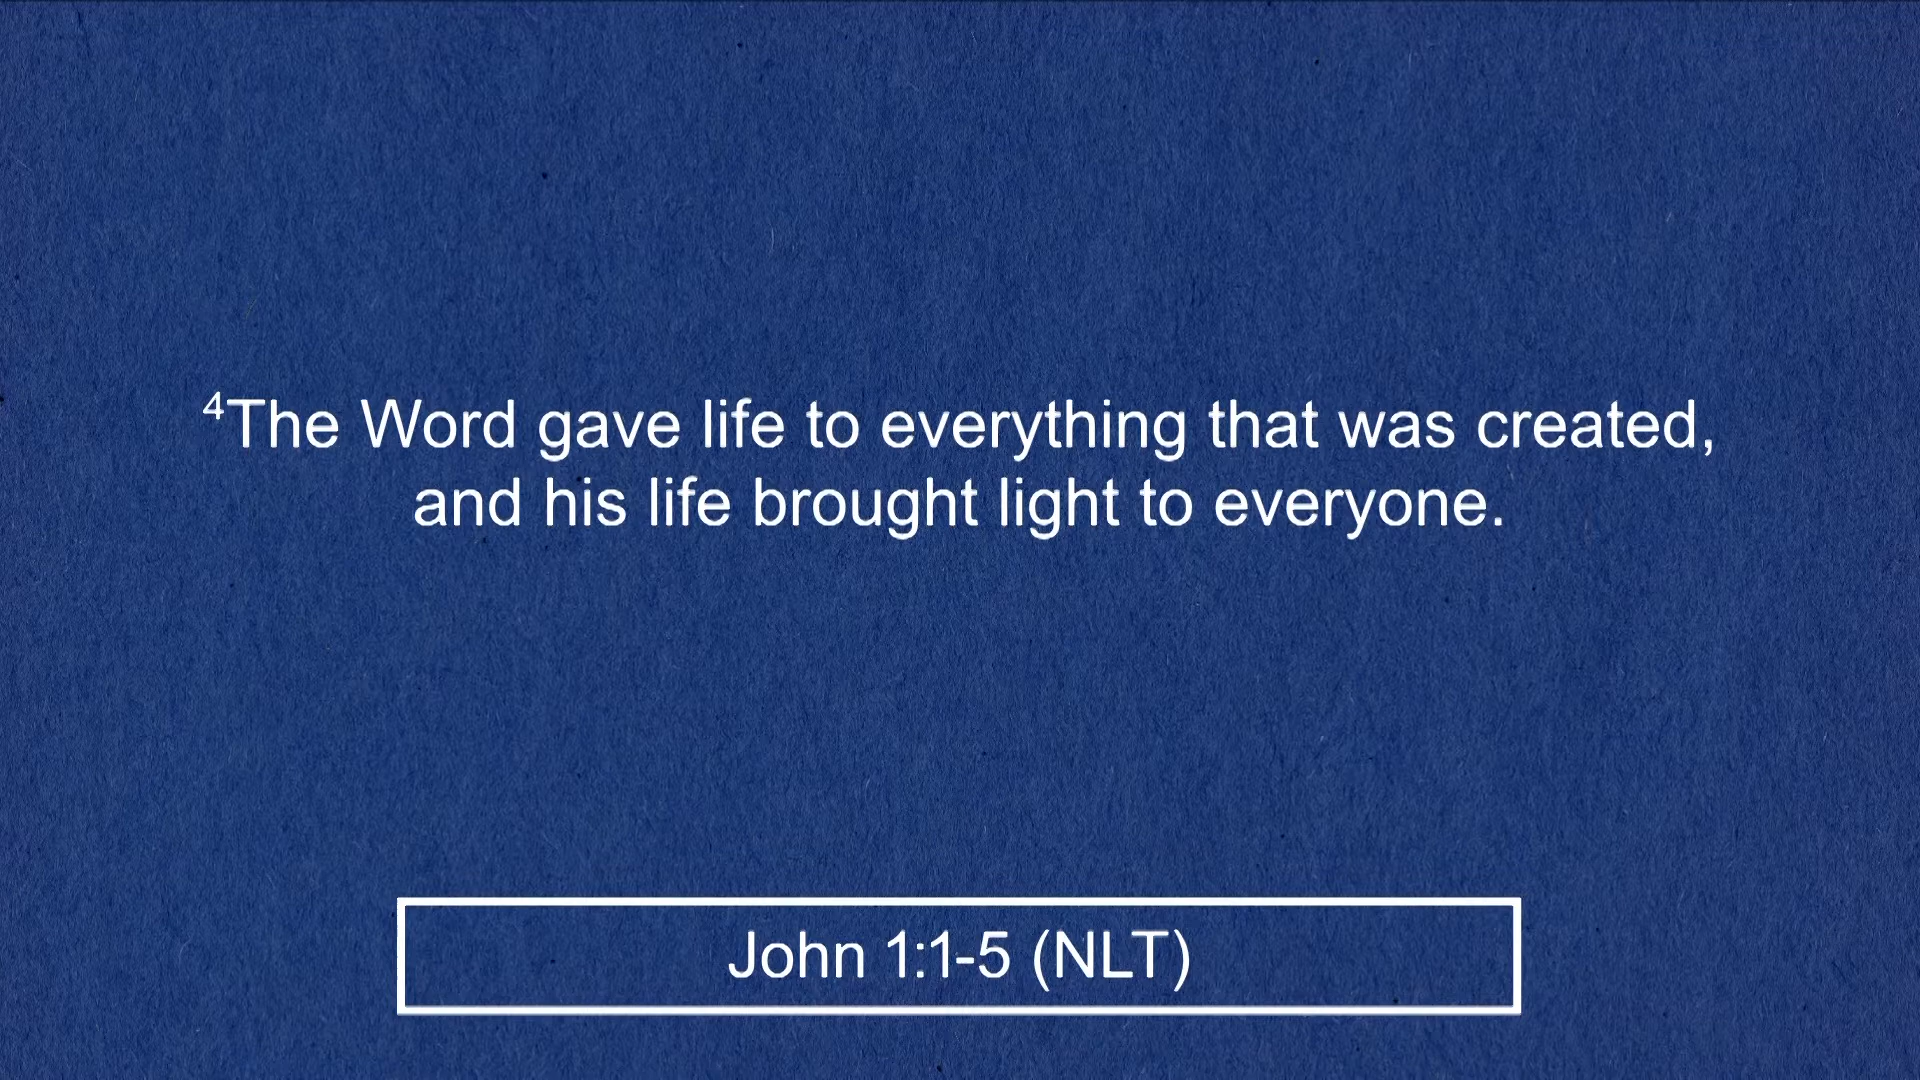 ⁴The Word gave life to everything that was created,
and his life brought light to everyone.
John 1:1-5 (NLT)